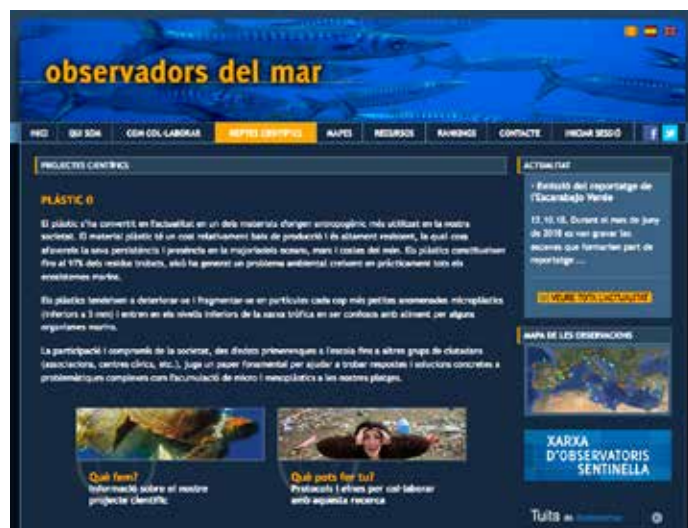 observadors del mar
INICI QUI SOM COM COL·LABORAR REPTES CIENTÍFICS MAPES RECURSOS RANKINGS CONTACTE INICIAR SESSIÓ
PROJECTES CIENTÍFICS
PLÀSTIC 0
El plàstic s'ha convertit en l'actualitat en un dels materials d'origen antropogènic més utilitzat en la nostra
societat. El material plàstic té un cost relativament baix de producció i és altament resistent, la qual cosa
afavoreix la seva persistència i presència en la majoria dels oceans, mars i costes del món. Els plàstics constitueixen
fins al 97% dels residus trobats, això ha generat un problema ambiental creixent en pràcticament tots els
ecosistemes marins.
Els plàstics tendeixen a deteriorar-se i fragmentar-se en partícules cada cop més petites anomenades microplàstics
(inferiors a 5 mm) i entren en els nivells inferiors de la xarxa tròfica en ser confosos amb aliment per alguns
organismes marins.
La participació i compromís de la societat, des d'edats primerenques a l'escola fins a altres grups de ciutadans
(associacions, centres cívics, etc.), juga un paper fonamental per ajudar a trobar respostes i solucions concretes a
problemàtiques complexes com l'acumulació de micro i mesoplàstics a les nostres platges.
Què fem?
Informació sobre el nostre
projecte científic
Què pots fer tu?
Protocols i eines per col·laborar
amb aquesta recerca
ACTUALITAT
- Emissió del reportatge de
l'Escarabajo Verde
17.10.18. Durant el mes de juny
de 2018 es van gravar les
escenes que formarien part de
reportatge ...
VEURE TOTA L'ACTUALITAT
MAPA DE LES OBSERVACIONS
XARXA
D'OBSERVATORIS
SENTINELLA
Tuits